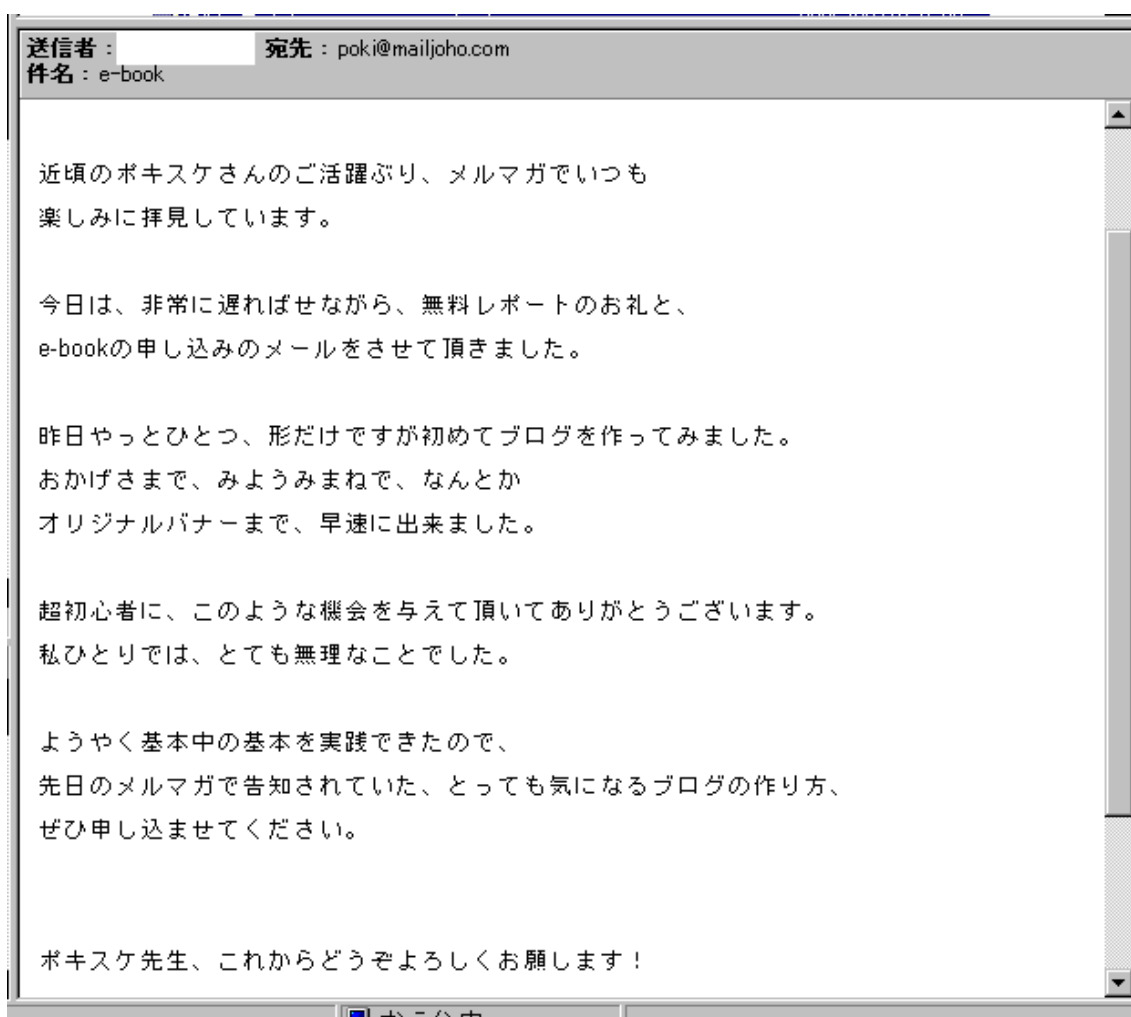 送信者： 宛先：poki@mailjoho.com
件名：e-book
近頃のポキスケさんのご活躍ぶり、メルマガでいつも
楽しみに拝見しています。
今日は、非常に遅ればせながら、無料レポートのお礼と、
e-bookの申し込みのメールをさせて頂きました。
昨日やっとひとつ、形だけですが初めてブログを作ってみました。
おかげさまで、みようみまねで、なんとか
オリジナルバナーまで、早速に出来ました。
超初心者に、このような機会を与えて頂いてありがとうございます。
私ひとりでは、とても無理なことでした。
ようやく基本中の基本を実践できたので、
先日のメルマガで告知されていた、とっても気になるブログの作り方、
ぜひ申し込ませてください。
ポキスケ先生、これからどうぞよろしくお願します！